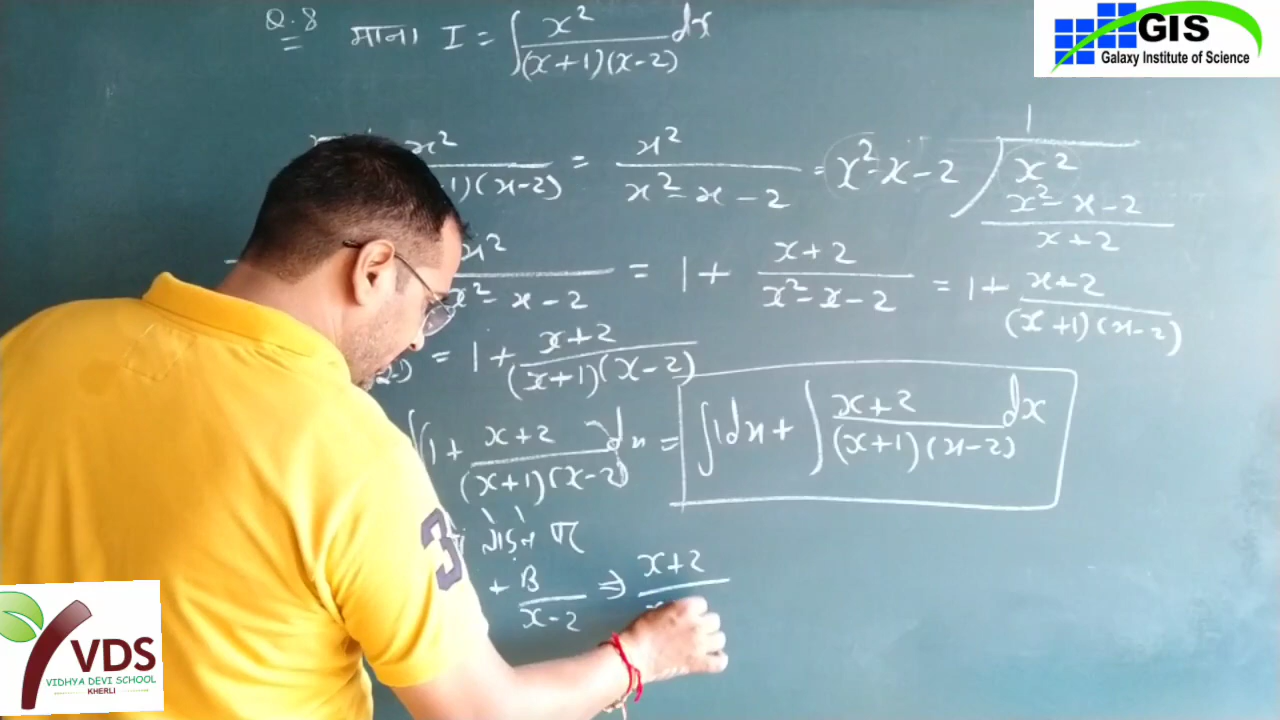 Q.8 माना I = ∫ x² / (x+1)(x-2) dx
x² / 1)(x-2) = x² / x²-x-2 = x²-x-2 ) x² ( 1
x²-x-2
x+2
x² / x²-x-2 = 1 + x+2 / x²-x-2 = 1 + x+2 / (x+1)(x-2)
= 1 + x+2 / (x+1)(x-2)
∫ 1 + x+2 / (x+1)(x-2) dx = ∫1dx + ∫ x+2 / (x+1)(x-2) dx
+ B / x-2 ⇒ x+2
3
GIS
Galaxy Institute of Science
VDS
VIDHYA DEVI SCHOOL
KHERLI